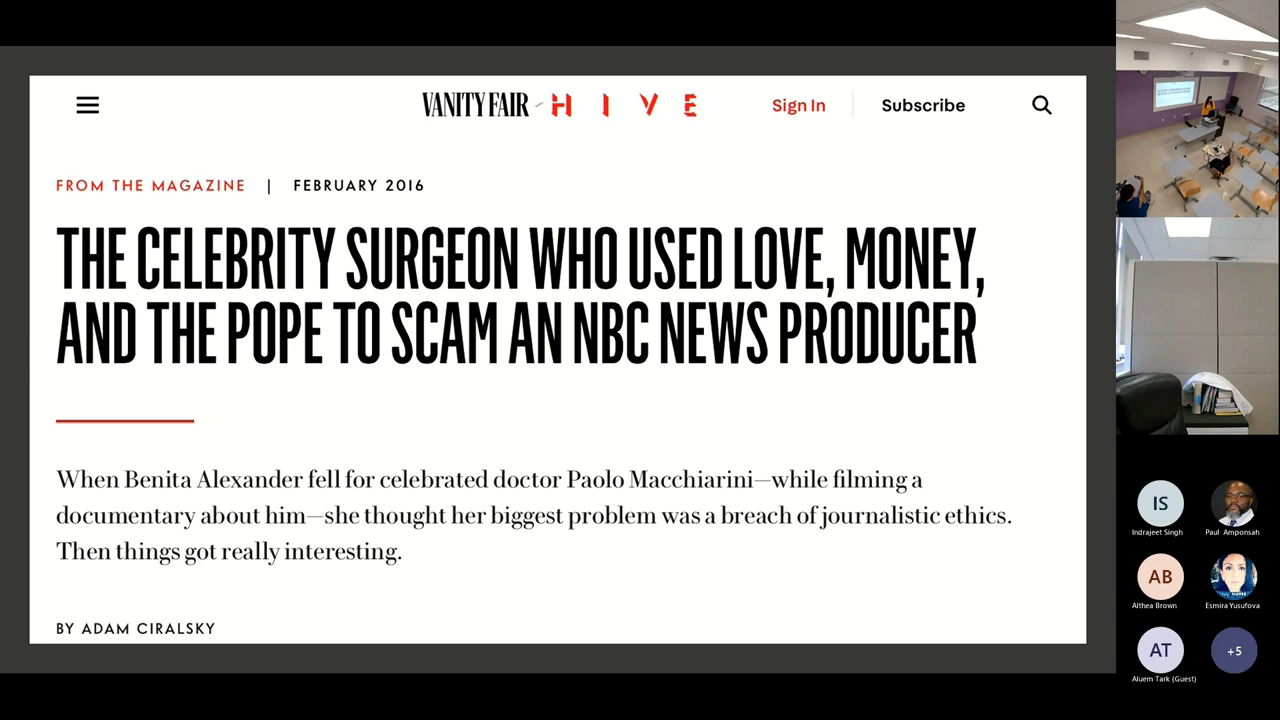 VANITY FAIR HIVE
Sign In
Subscribe
FROM THE MAGAZINE | FEBRUARY 2016
THE CELEBRITY SURGEON WHO USED LOVE, MONEY,
AND THE POPE TO SCAM AN NBC NEWS PRODUCER
When Benita Alexander fell for celebrated doctor Paolo Macchiarini—while filming a
documentary about him—she thought her biggest problem was a breach of journalistic ethics.
Then things got really interesting.
BY ADAM CIRALSKY
IS
Indrajeet Singh
Paul Amponsah
AB
Althea Brown
Esmira Yusufova
AT
Aluem Tark (Guest)
+5